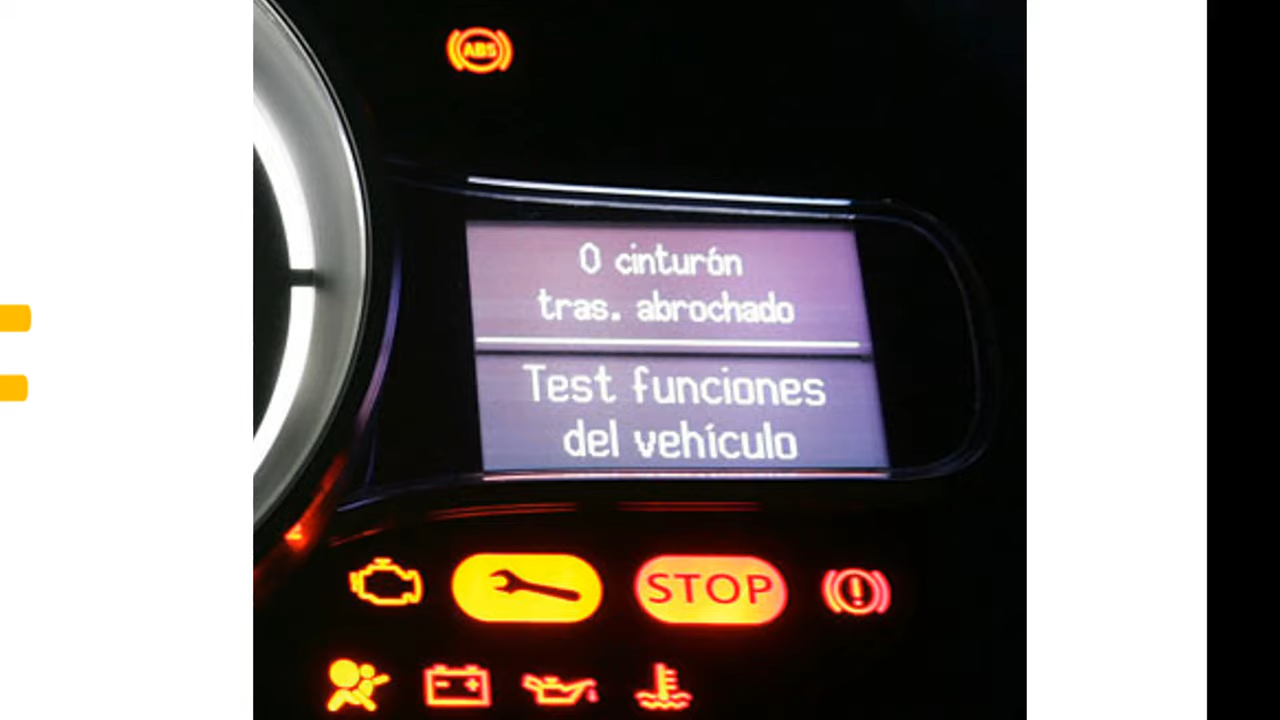 ABS
0 cinturón
tras. abrochado
Test funciones
del vehículo
STOP